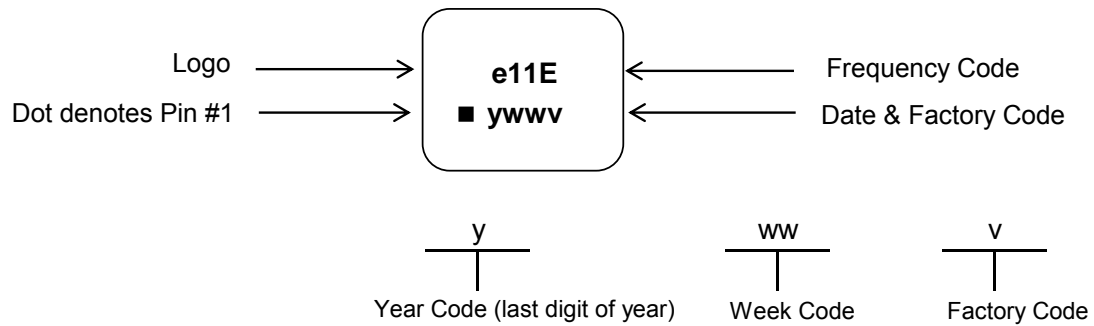 Logo e11E Frequency Code
Dot denotes Pin #1 ■ ywwv Date & Factory Code
y ww v
Year Code (last digit of year) Week Code Factory Code